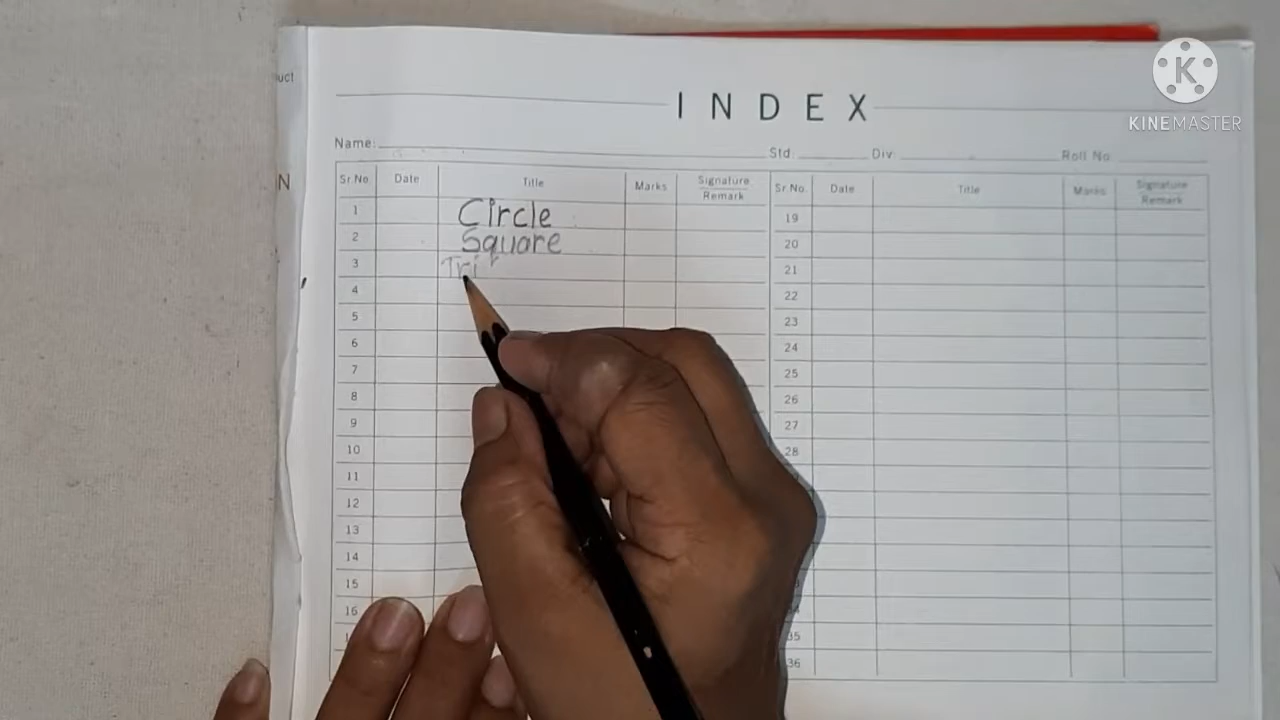 uct
N
K
KINEMASTER
INDEX
Name: Std: Div: Roll No.
Sr.No. Date Title Marks Signature Remark Sr.No. Date Title Marks Signature Remark
1 Circle 19
2 Square 20
3 Tri 21
4 22
5 23
6 24
7 25
8 26
9 27
10 28
11
12
13
14
15
16
35
36